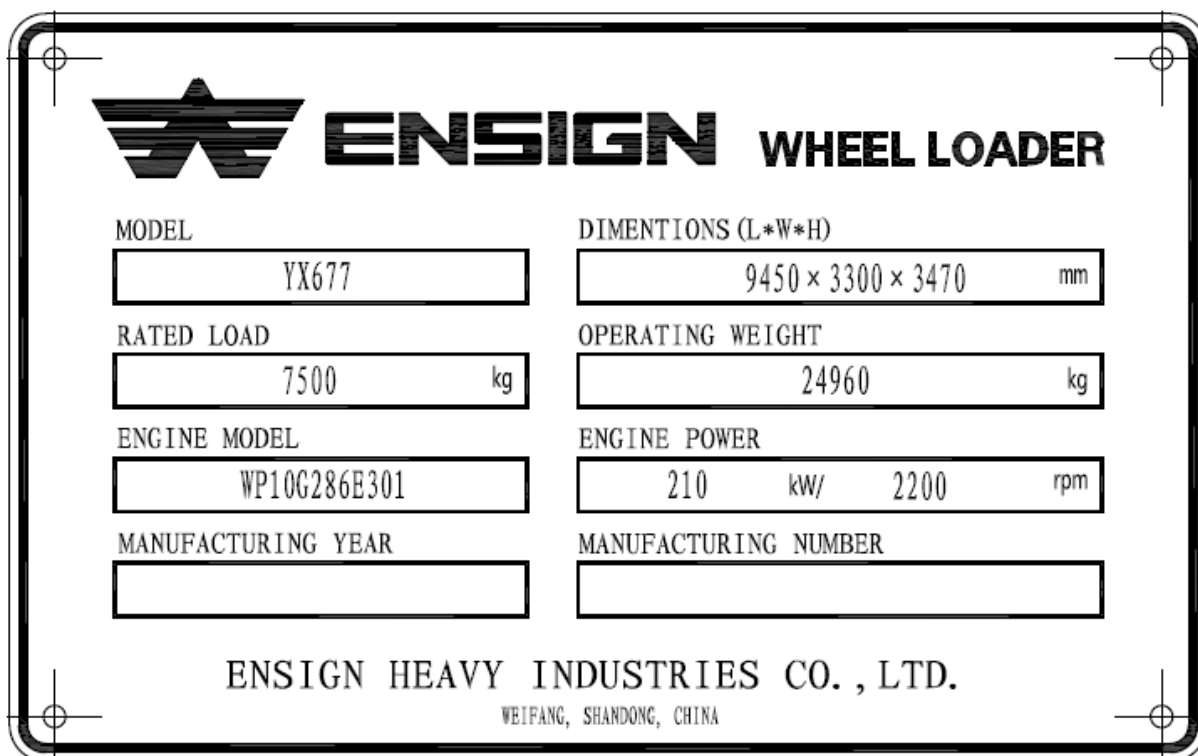 ENSIGN WHEEL LOADER
MODEL
YX677
DIMENTIONS(L*W*H)
9450×3300×3470 mm
RATED LOAD
7500 kg
OPERATING WEIGHT
24960 kg
ENGINE MODEL
WP10G286E301
ENGINE POWER
210 kW/ 2200 rpm
MANUFACTURING YEAR
MANUFACTURING NUMBER
ENSIGN HEAVY INDUSTRIES CO.,LTD.
WEIFANG, SHANDONG, CHINA